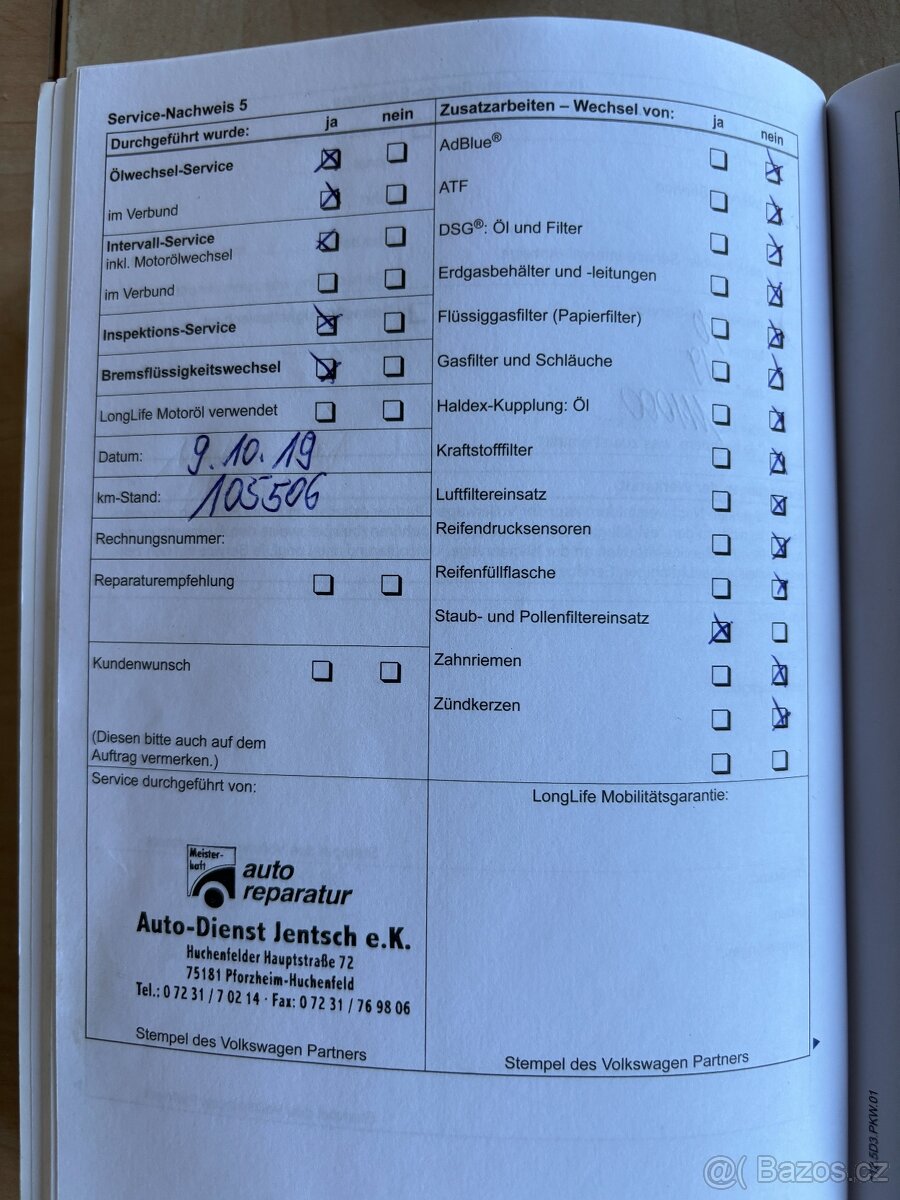 Service-Nachweis 5
Durchgeführt wurde: ja nein
Ölwechsel-Service
im Verbund
Intervall-Service
inkl. Motorölwechsel
im Verbund
Inspektions-Service
Bremsflüssigkeitswechsel
LongLife Motoröl verwendet
Datum: 9.10.19
km-Stand: 105506
Rechnungsnummer:
Reparaturempfehlung
Kundenwunsch
(Diesen bitte auch auf dem
Auftrag vermerken.)
Service durchgeführt von:
Meister-
haft
auto
reparatur
Auto-Dienst Jentsch e.K.
Huchenfelder Hauptstraße 72
75181 Pforzheim-Huchenfeld
Tel.: 0 72 31 / 7 02 14 · Fax: 0 72 31 / 76 98 06
Stempel des Volkswagen Partners
Zusatzarbeiten – Wechsel von: ja nein
AdBlue®
ATF
DSG®: Öl und Filter
Erdgasbehälter und -leitungen
Flüssiggasfilter (Papierfilter)
Gasfilter und Schläuche
Haldex-Kupplung: Öl
Kraftstofffilter
Luftfiltereinsatz
Reifendrucksensoren
Reifenfüllflasche
Staub- und Pollenfiltereinsatz
Zahnriemen
Zündkerzen
LongLife Mobilitätsgarantie:
Stempel des Volkswagen Partners
5D3.PKW.01
@( Bazos.cz